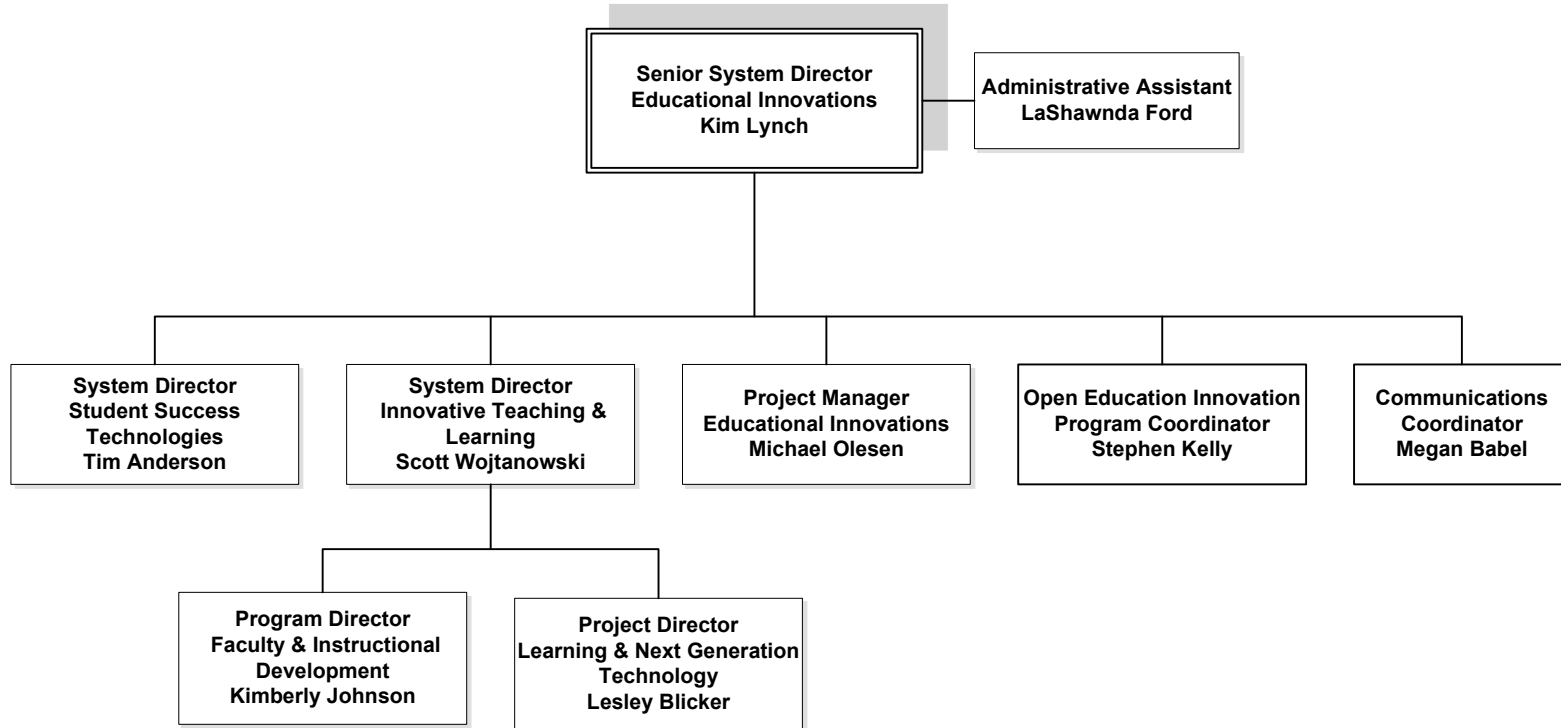 Senior System Director
Educational Innovations
Kim Lynch
Administrative Assistant
LaShawnda Ford
System Director
Student Success
Technologies
Tim Anderson
System Director
Innovative Teaching &
Learning
Scott Wojtanowski
Project Manager
Educational Innovations
Michael Olesen
Open Education Innovation
Program Coordinator
Stephen Kelly
Communications
Coordinator
Megan Babel
Program Director
Faculty & Instructional
Development
Kimberly Johnson
Project Director
Learning & Next Generation
Technology
Lesley Blicker